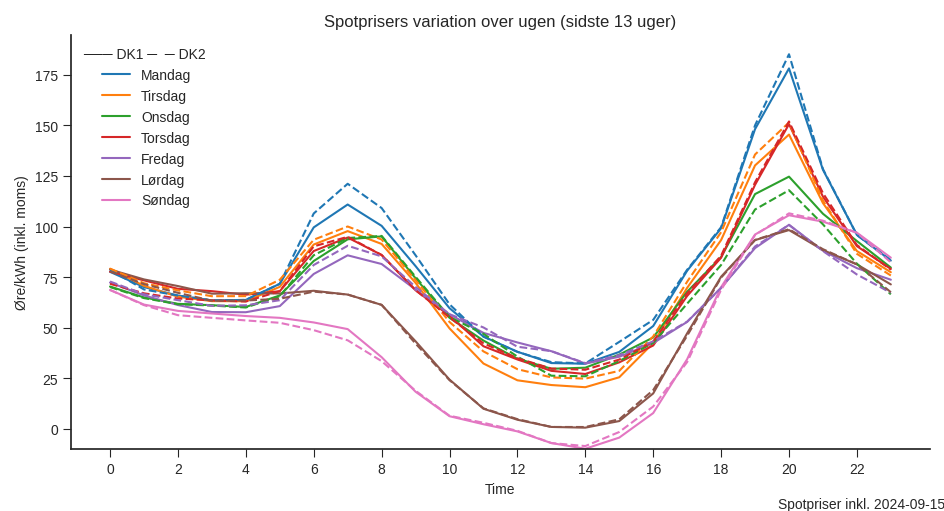 Spotprisers variation over ugen (sidste 13 uger)
DK1 DK2
Mandag
Tirsdag
Onsdag
Torsdag
Fredag
Lørdag
Søndag
Øre/kWh (inkl. moms)
175
150
125
100
75
50
25
0
0 2 4 6 8 10 12 14 16 18 20 22
Time
Spotpriser inkl. 2024-09-15